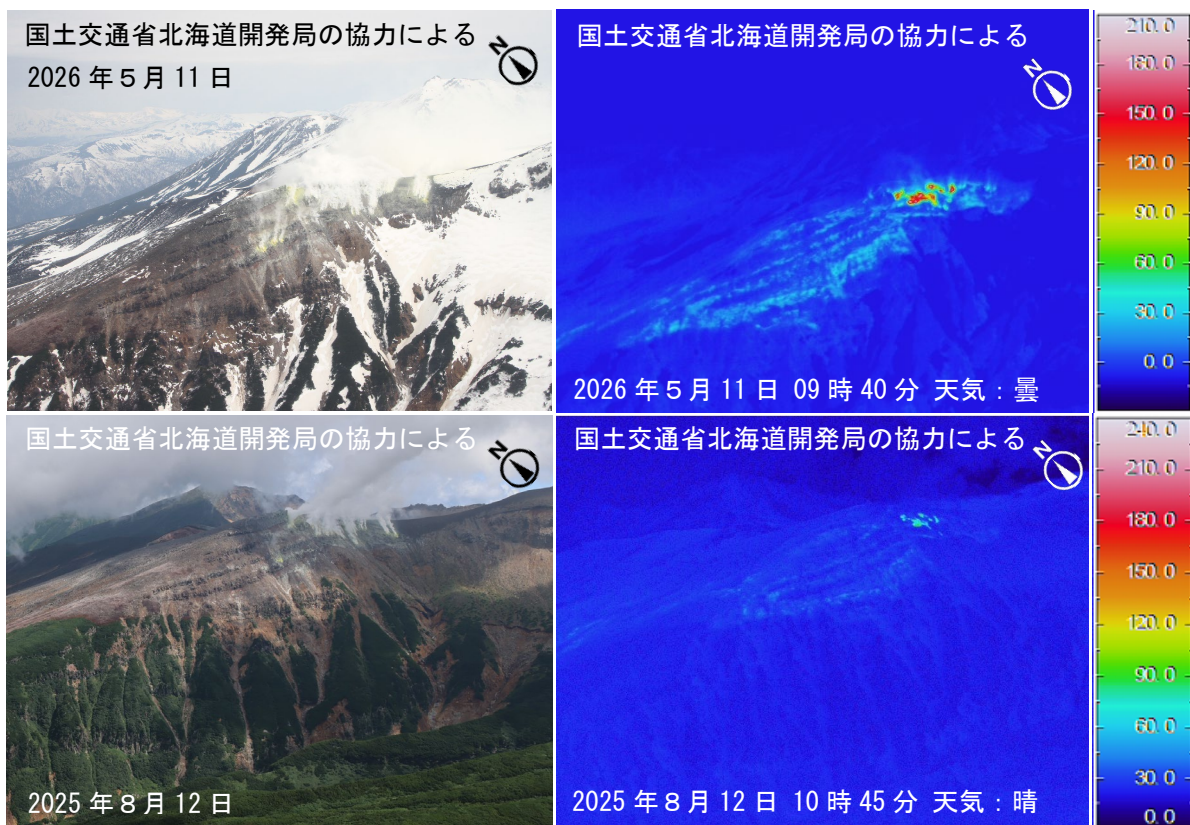 国土交通省北海道開発局の協力による
2026年５月11日
N
国土交通省北海道開発局の協力による
N
2026年５月11日 09時40分 天気：曇
210.0
180.0
150.0
120.0
90.0
60.0
30.0
0.0
国土交通省北海道開発局の協力による
N
2025年８月12日
国土交通省北海道開発局の協力による
N
2025年８月12日 10時45分 天気：晴
240.0
210.0
180.0
150.0
120.0
90.0
60.0
30.0
0.0